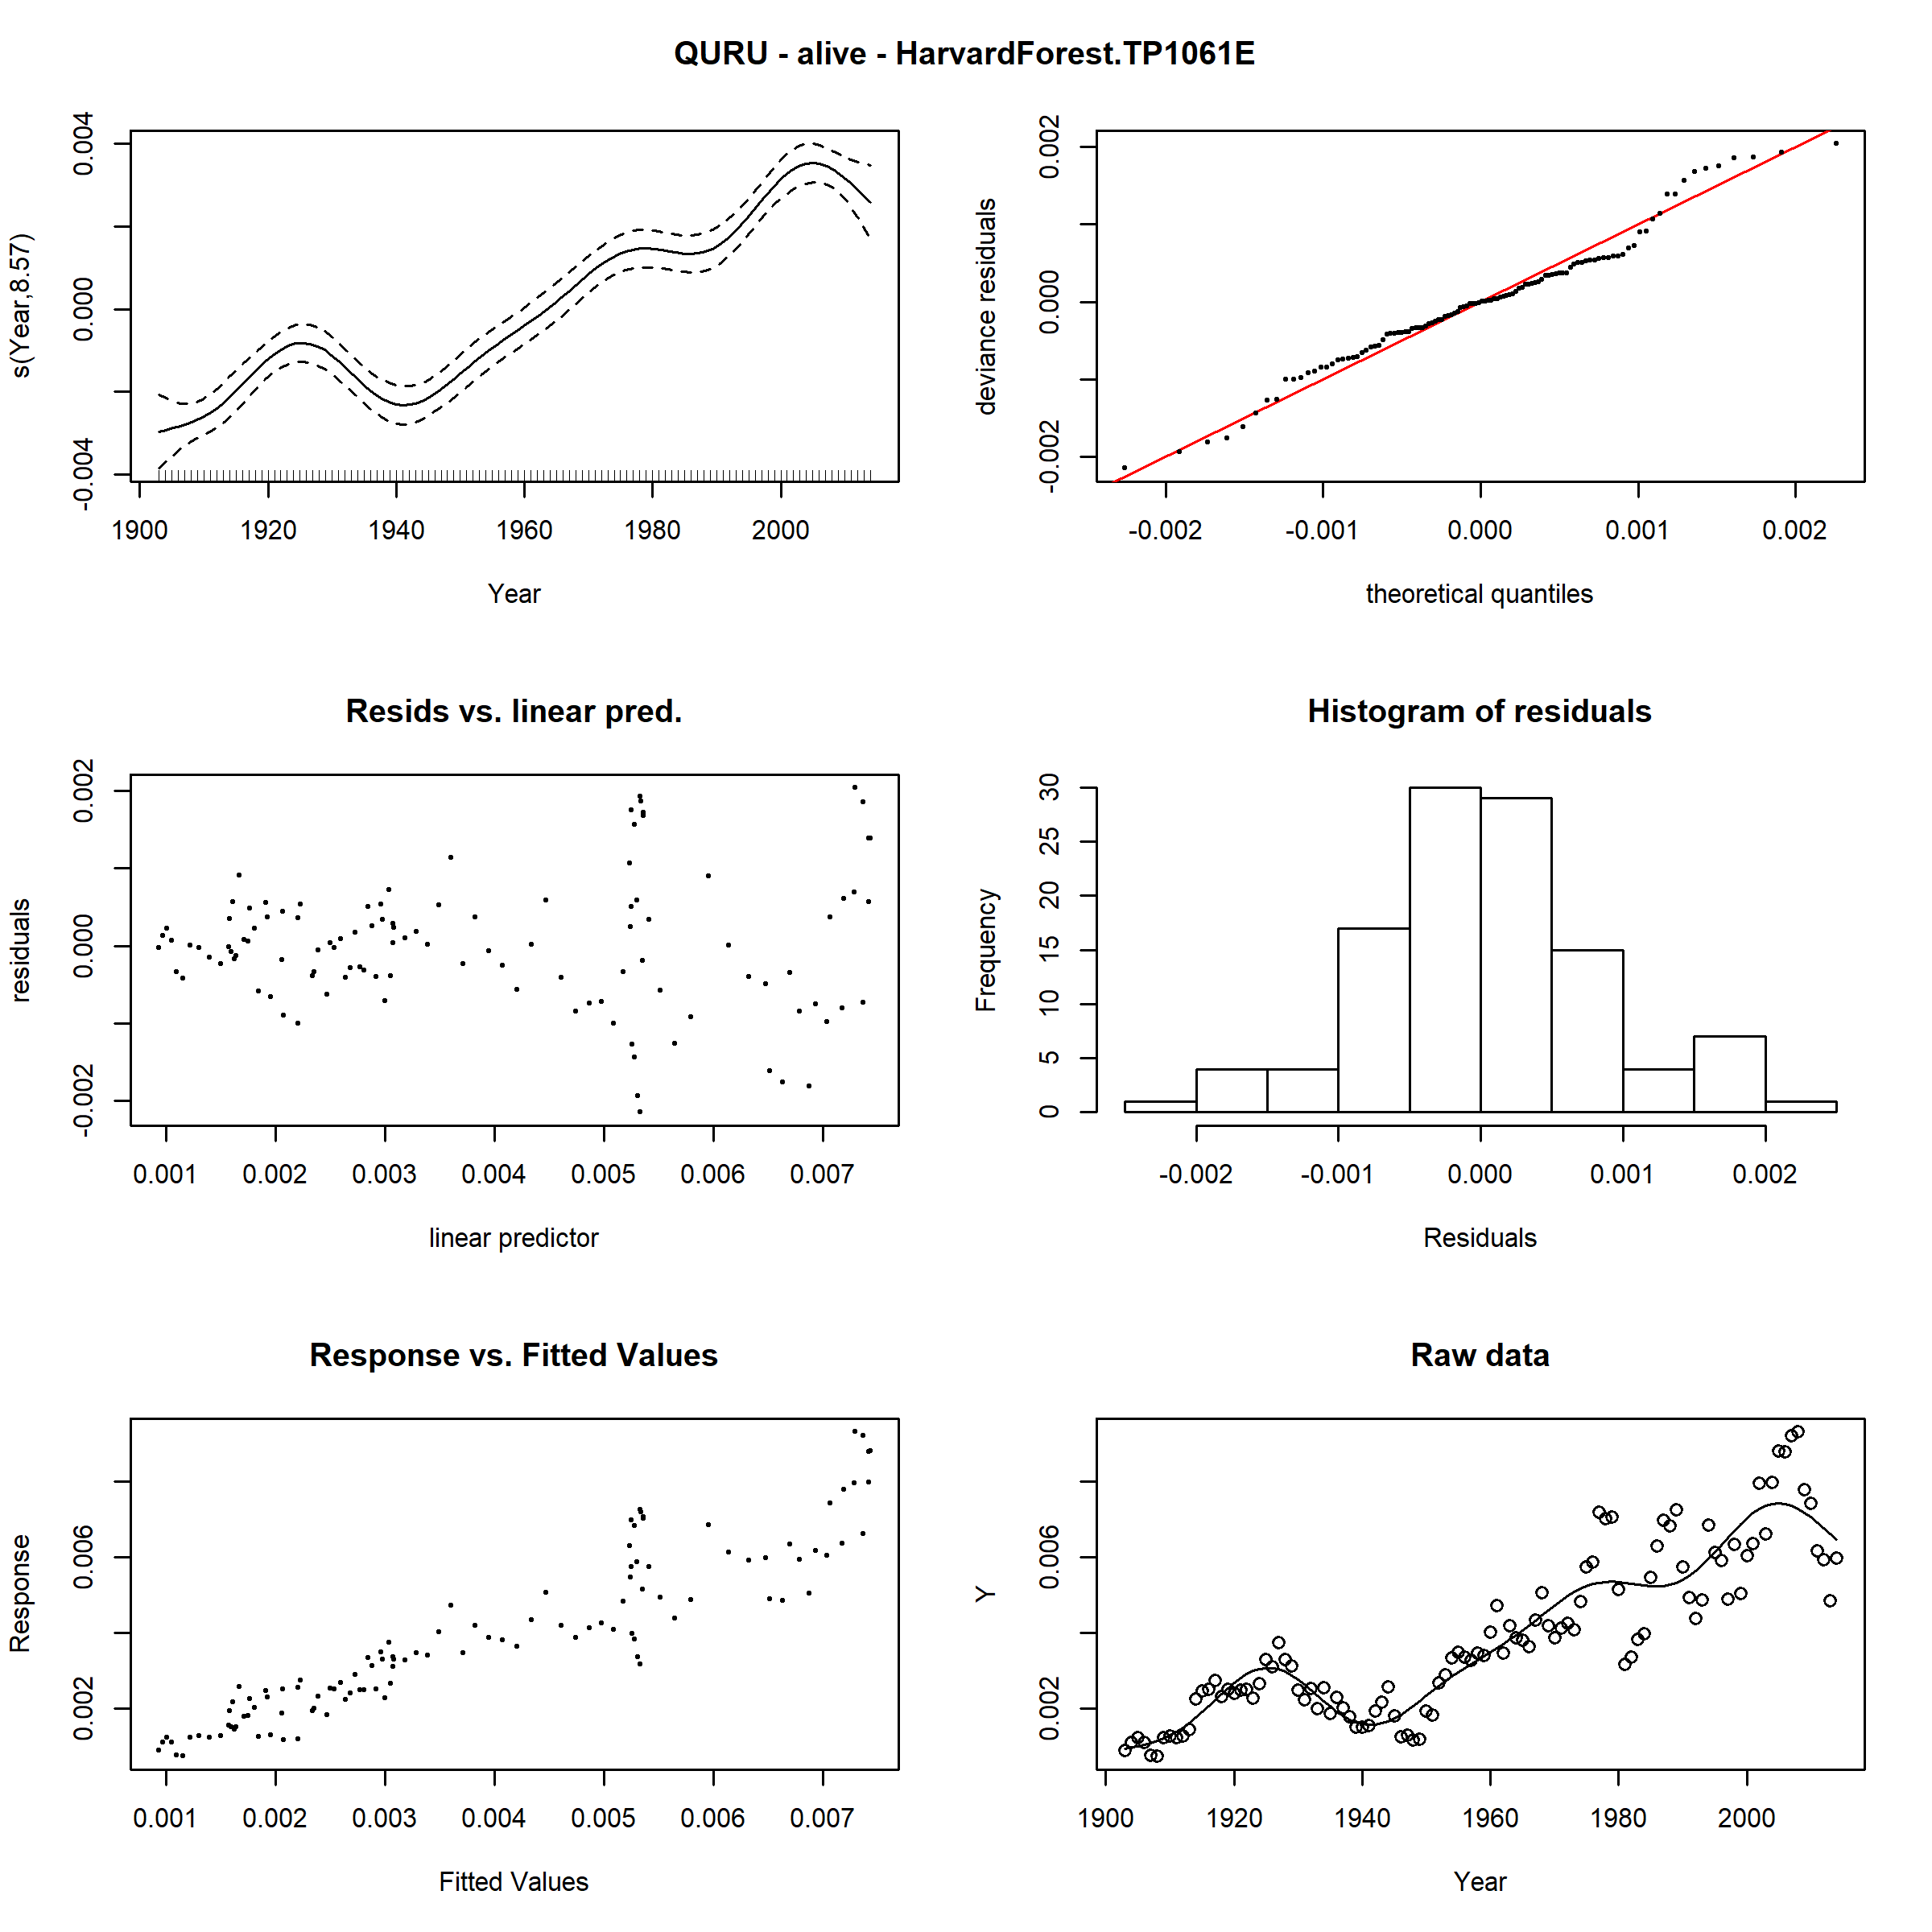 QURU - alive - HarvardForest.TP1061E
s(Year,8.57)
0.004
0.000
-0.004
1900 1920 1940 1960 1980 2000
Year
deviance residuals
0.002
0.000
-0.002
-0.002 -0.001 0.000 0.001 0.002
theoretical quantiles
Resids vs. linear pred.
residuals
0.002
0.000
-0.002
0.001 0.002 0.003 0.004 0.005 0.006 0.007
linear predictor
Histogram of residuals
Frequency
30
25
20
15
10
5
0
-0.002 -0.001 0.000 0.001 0.002
Residuals
Response vs. Fitted Values
Response
0.006
0.002
0.001 0.002 0.003 0.004 0.005 0.006 0.007
Fitted Values
Raw data
Y
0.006
0.002
1900 1920 1940 1960 1980 2000
Year